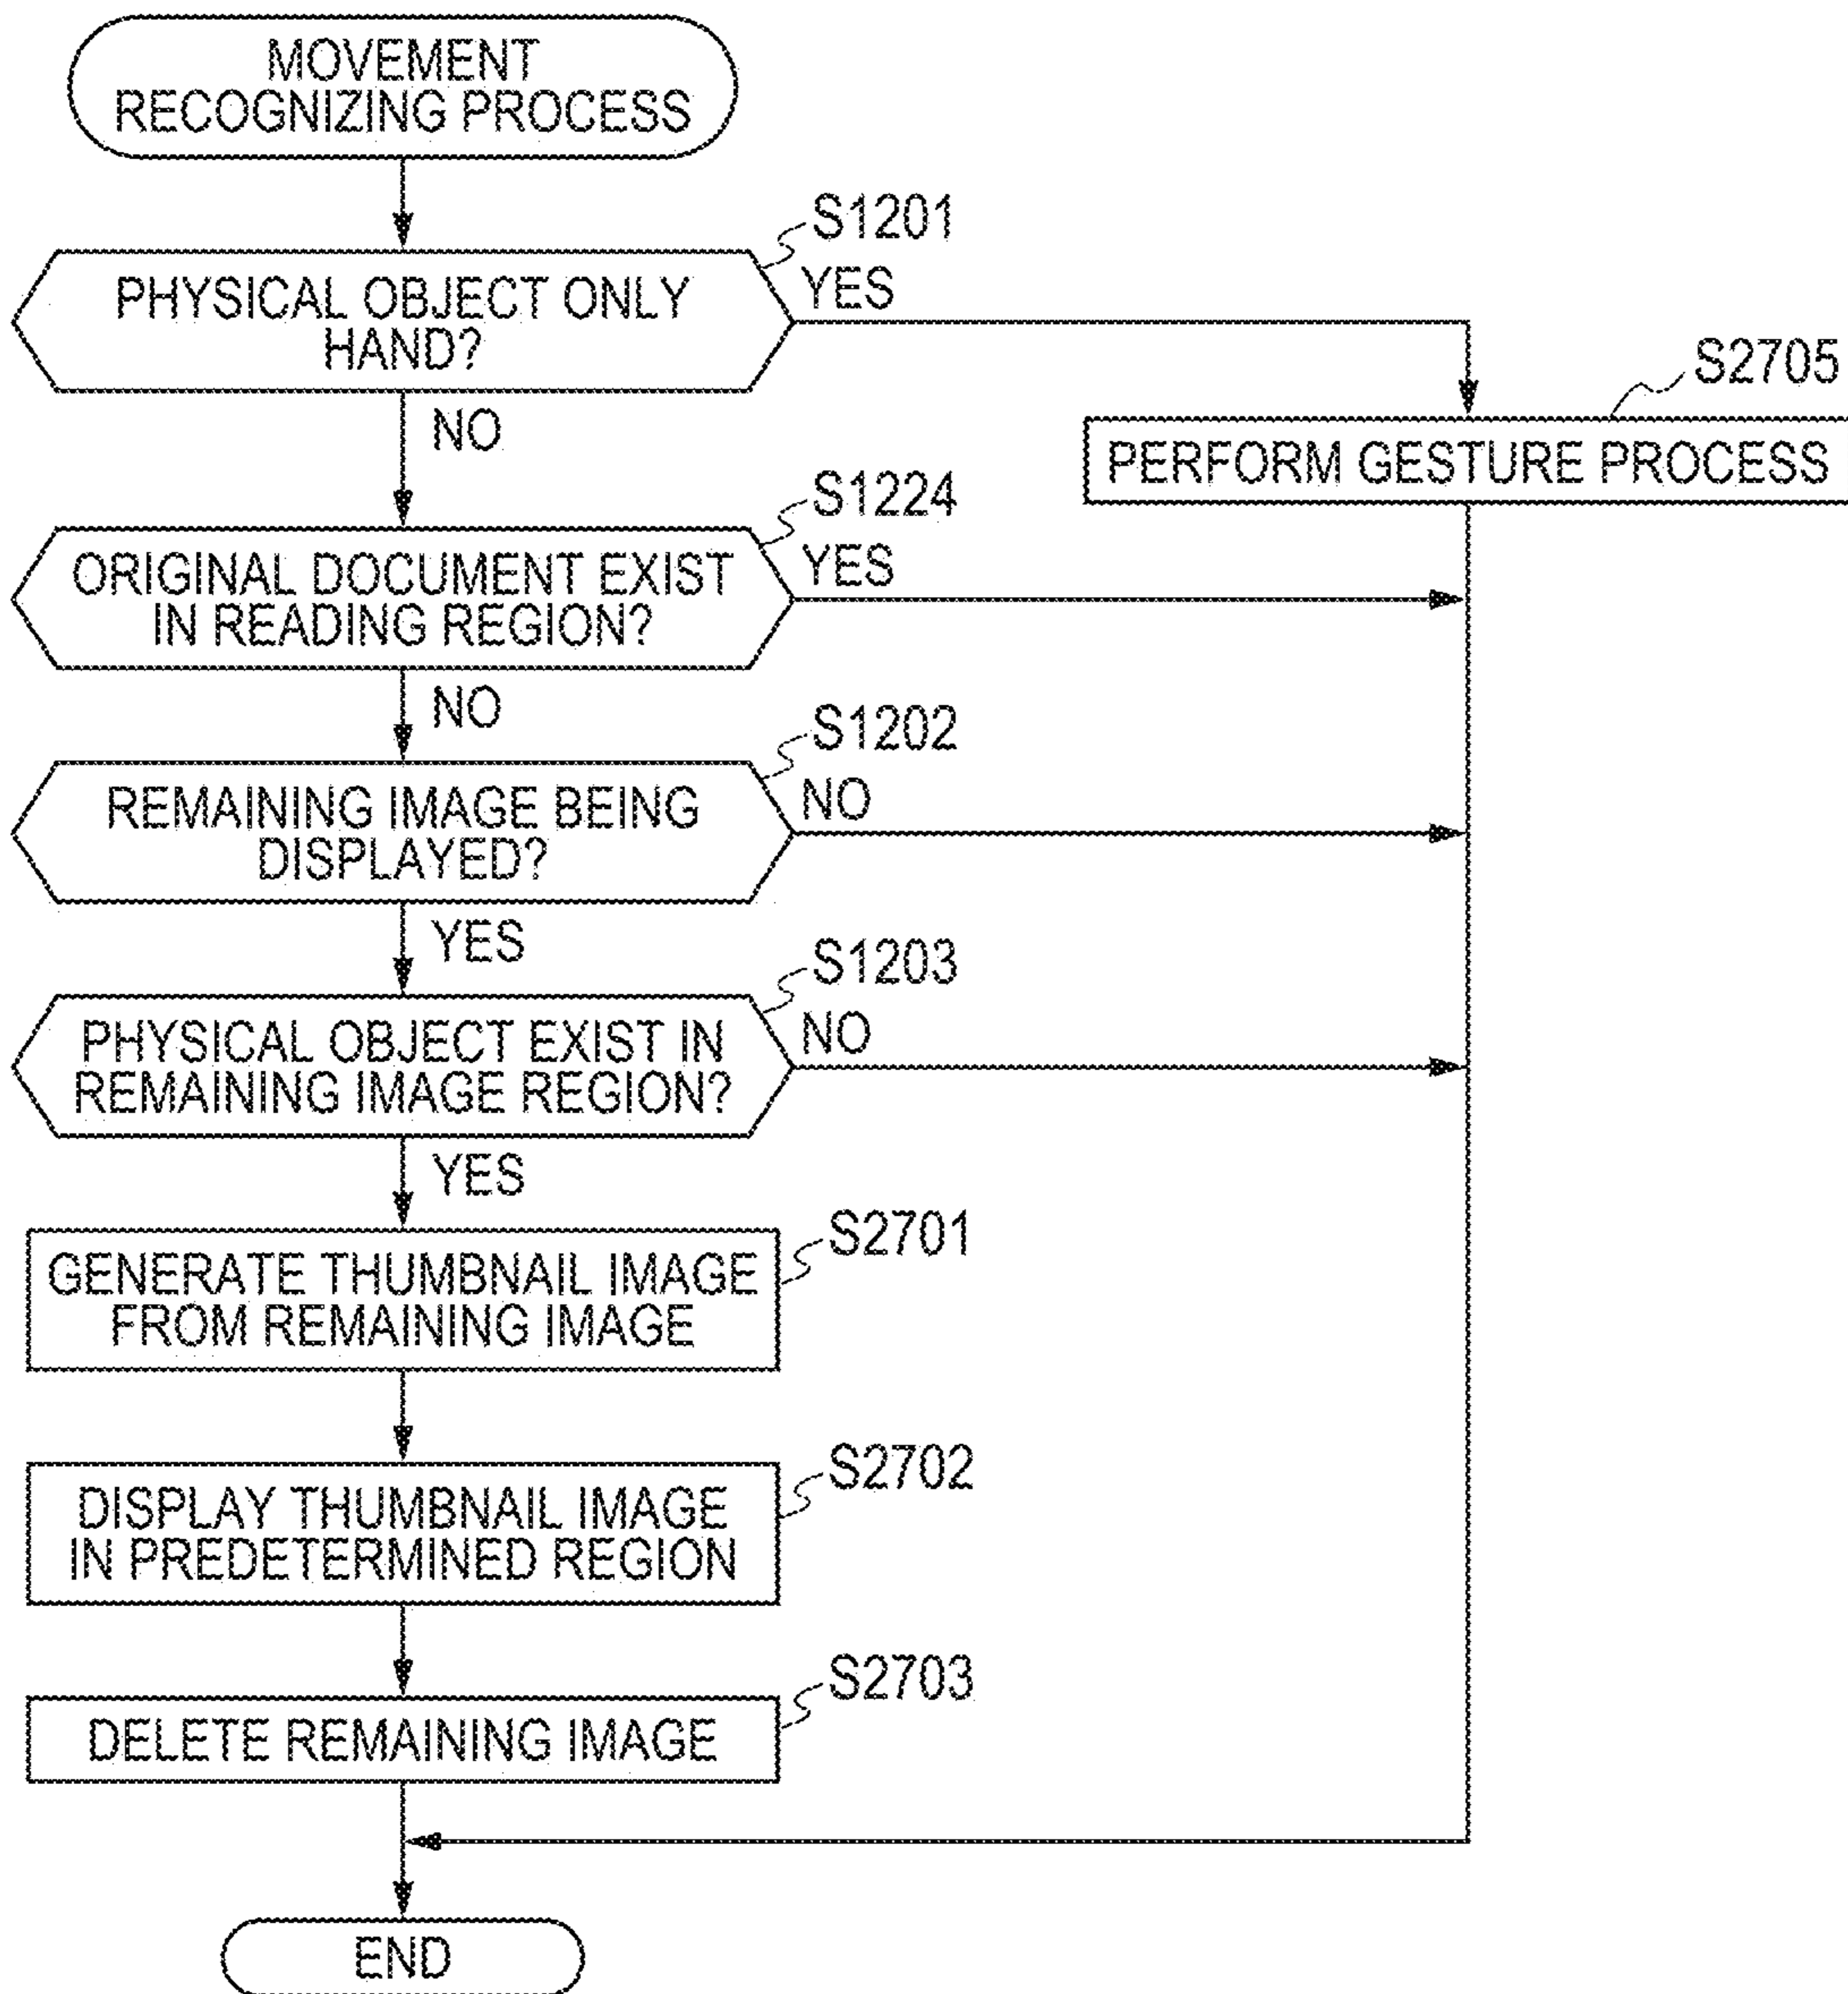 MOVEMENT
RECOGNIZING PROCESS
S1201
PHYSICAL OBJECT ONLY
HAND?
YES
NO
S2705
PERFORM GESTURE PROCESS
S1224
ORIGINAL DOCUMENT EXIST
IN READING REGION?
YES
NO
S1202
REMAINING IMAGE BEING
DISPLAYED?
NO
YES
S1203
PHYSICAL OBJECT EXIST IN
REMAINING IMAGE REGION?
NO
YES
S2701
GENERATE THUMBNAIL IMAGE
FROM REMAINING IMAGE
S2702
DISPLAY THUMBNAIL IMAGE
IN PREDETERMINED REGION
S2703
DELETE REMAINING IMAGE
END